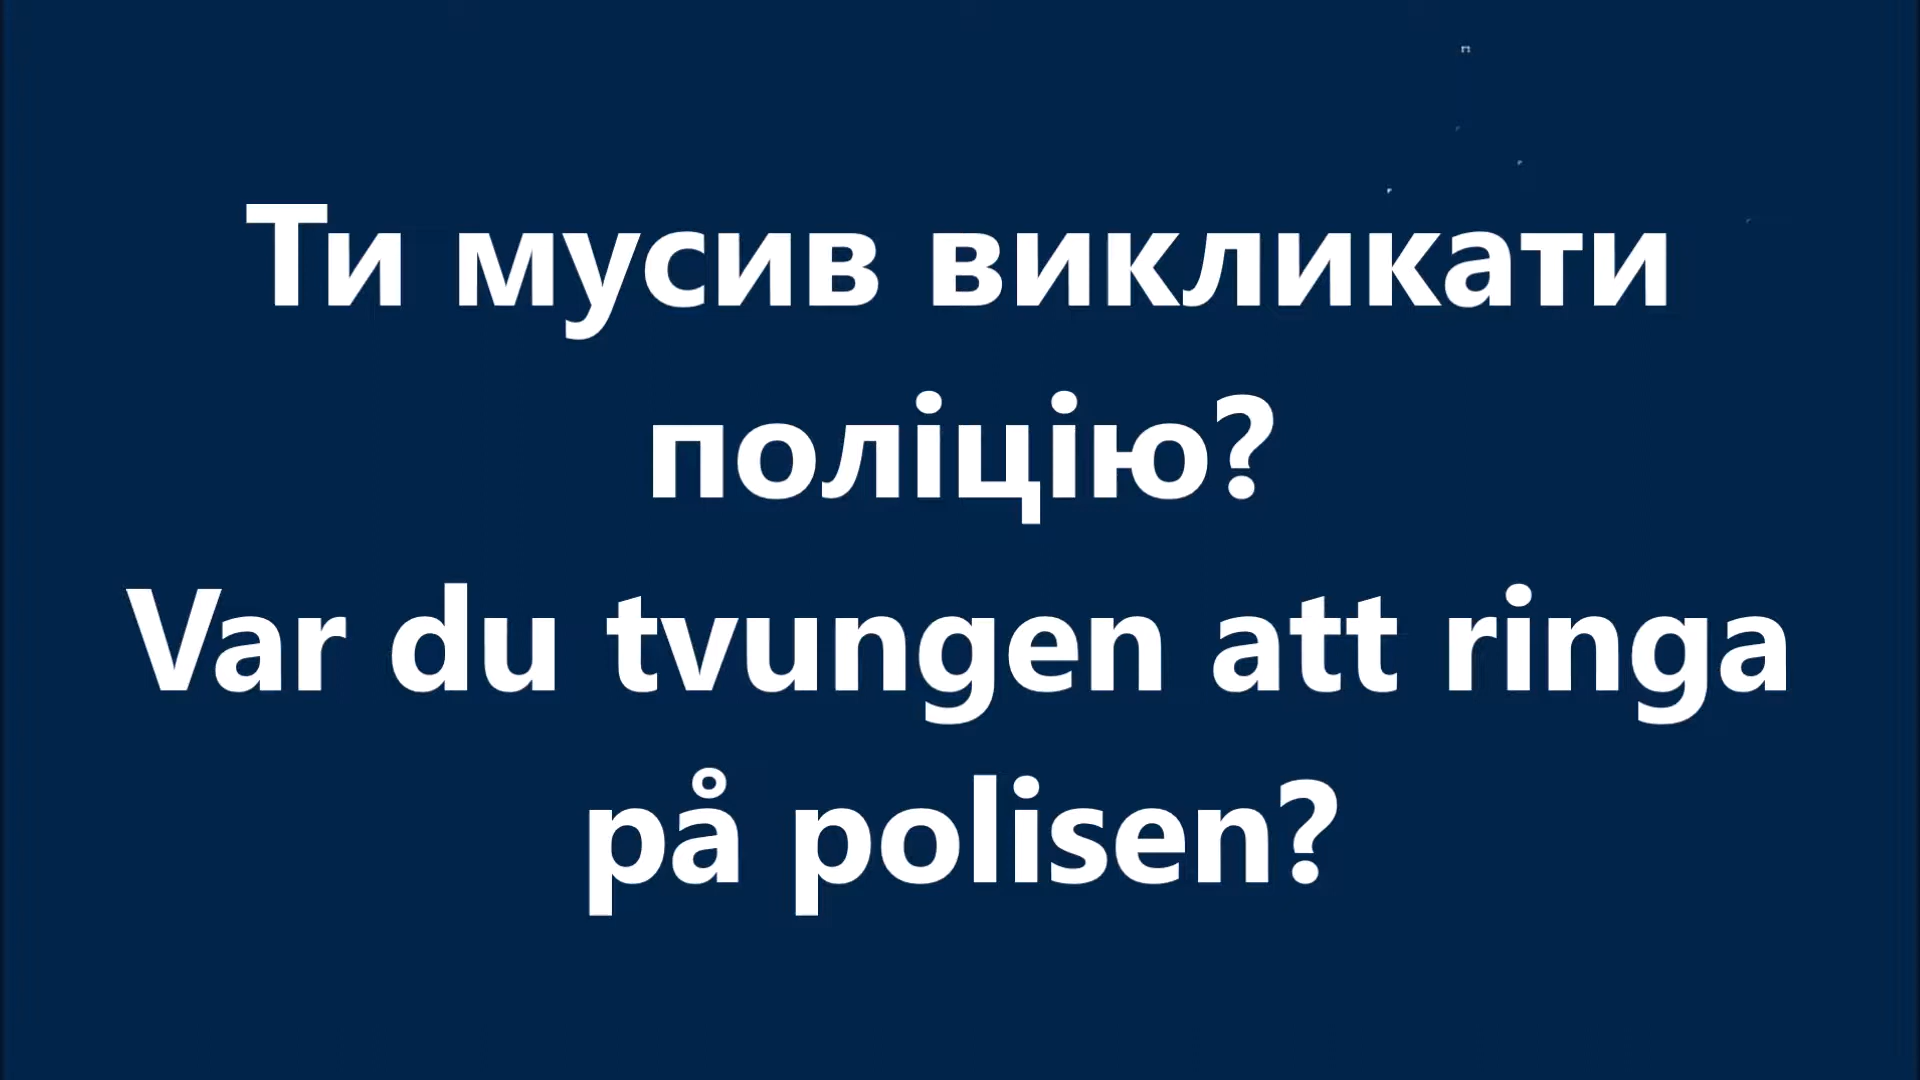 Ти мусив викликати
поліцію?
Var du tvungen att ringa
på polisen?